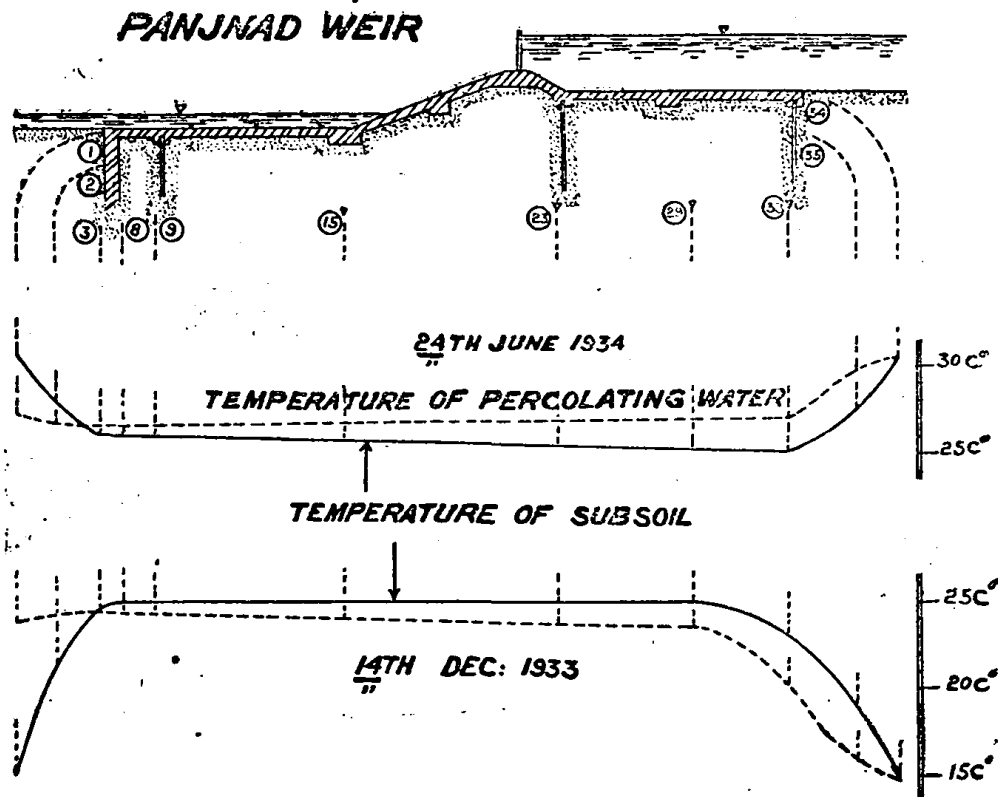 PANJNAD WEIR
34
1
35
2
3
8
9
15
23
29
24TH JUNE 1934
30C°
TEMPERATURE OF PERCOLATING WATER
25C°
TEMPERATURE OF SUBSOIL
25C°
14TH DEC: 1933
20C°
15C°